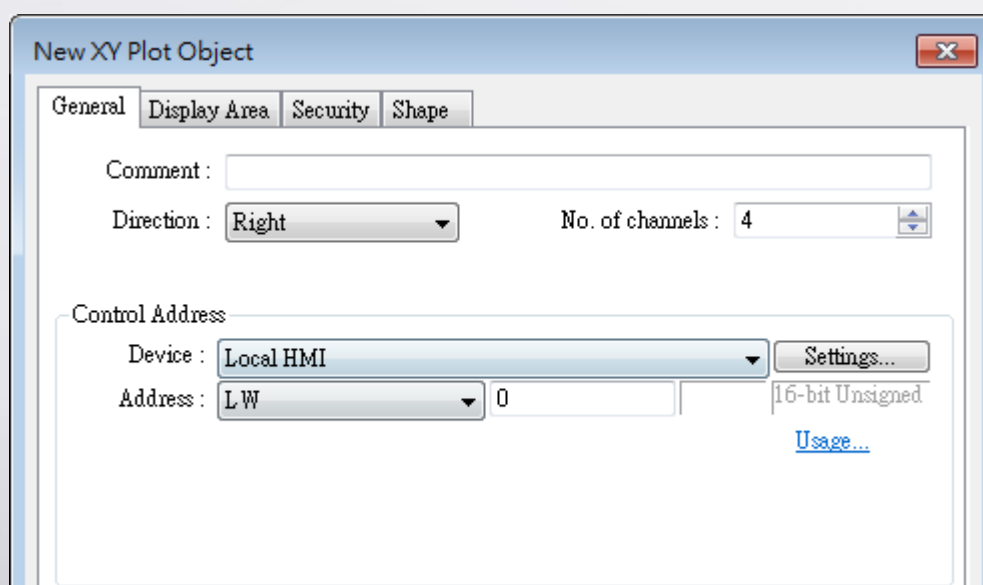 New XY Plot Object
General Display Area Security Shape
Comment :
Direction : Right No. of channels : 4
Control Address
Device : Local HMI Settings...
Address : LW 0 16-bit Unsigned
Usage...